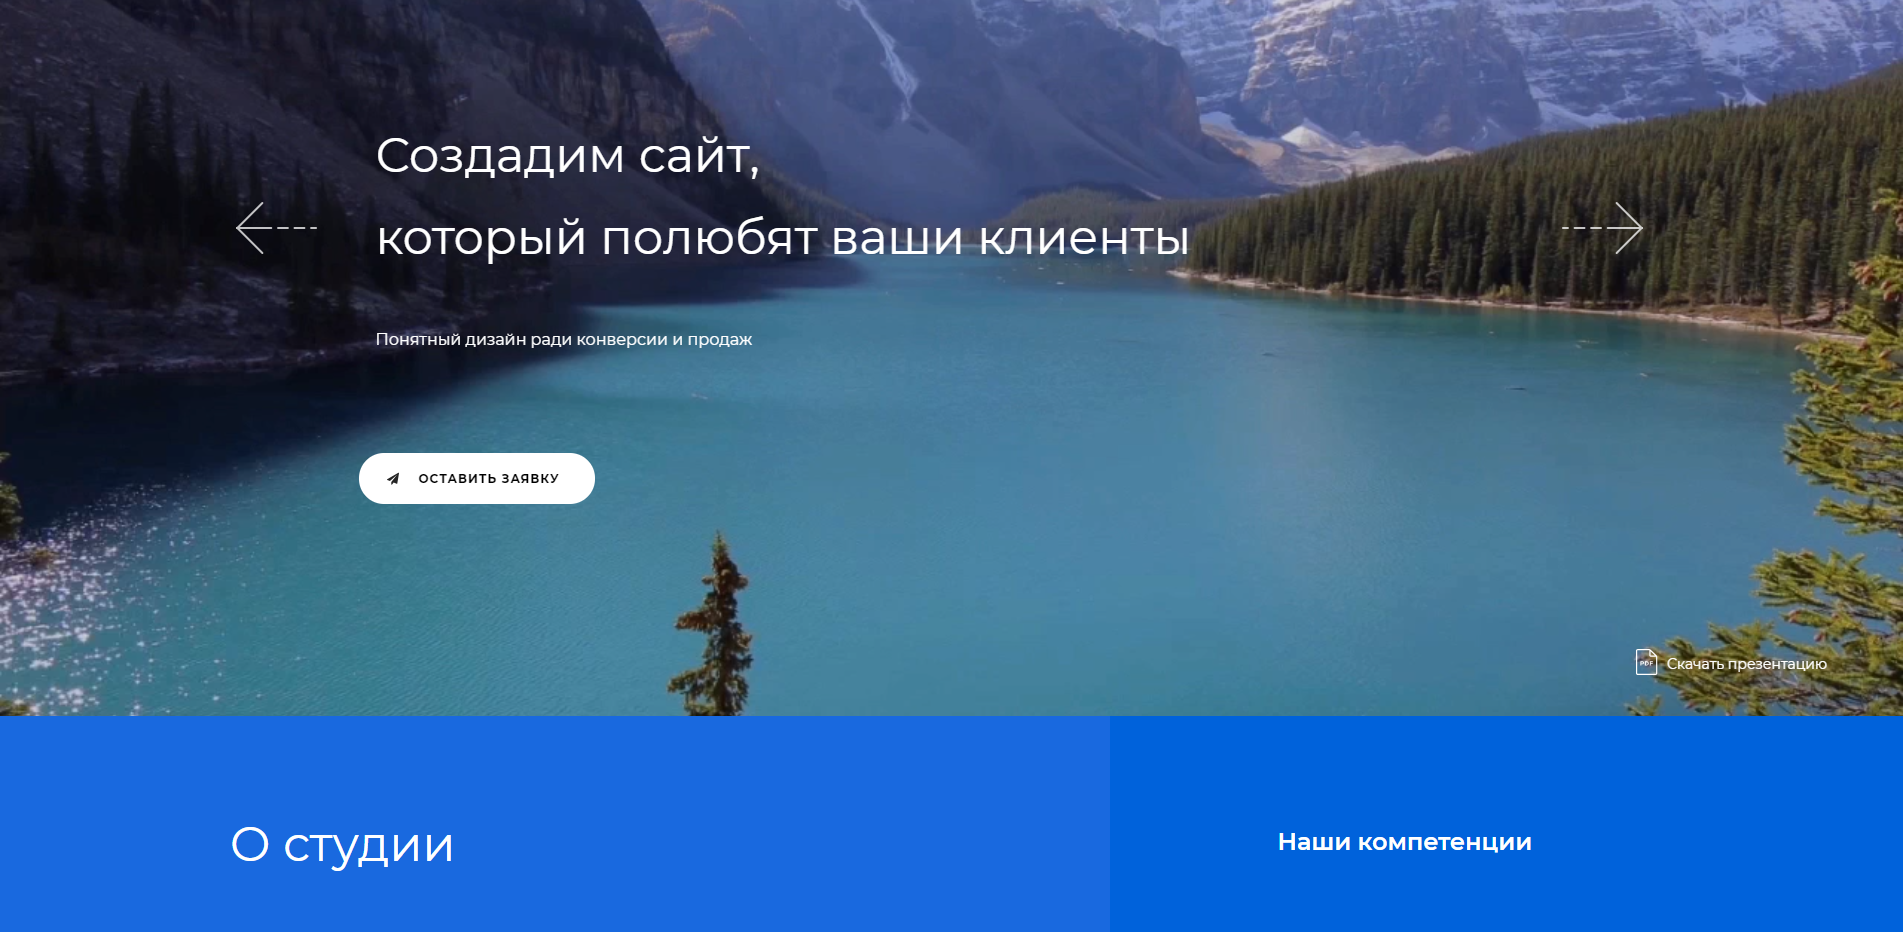 Создадим сайт,
который полюбят ваши клиенты
Понятный дизайн ради конверсии и продаж
ОСТАВИТЬ ЗАЯВКУ
PDF
Скачать презентацию
О студии
Наши компетенции